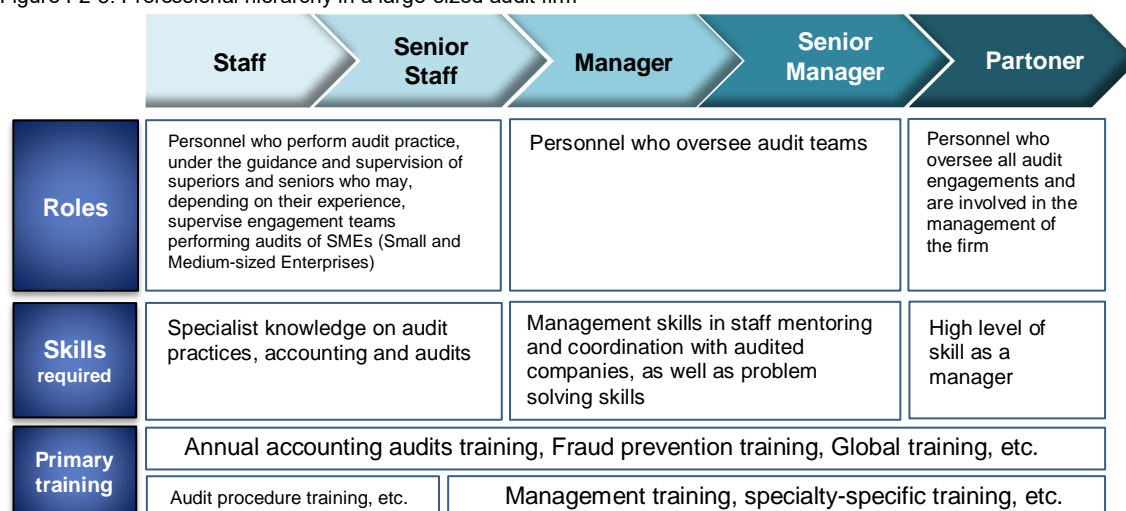 Staff
Senior
Staff
Manager
Senior
Manager
Partoner
Roles
Personnel who perform audit practice,
under the guidance and supervision of
superiors and seniors who may,
depending on their experience,
supervise engagement teams
performing audits of SMEs (Small and
Medium-sized Enterprises)
Personnel who oversee audit teams
Personnel who
oversee all audit
engagements and
are involved in the
management of
the firm
Skills
required
Specialist knowledge on audit
practices, accounting and audits
Management skills in staff mentoring
and coordination with audited
companies, as well as problem
solving skills
High level of
skill as a
manager
Primary
training
Annual accounting audits training, Fraud prevention training, Global training, etc.
Audit procedure training, etc.
Management training, specialty-specific training, etc.